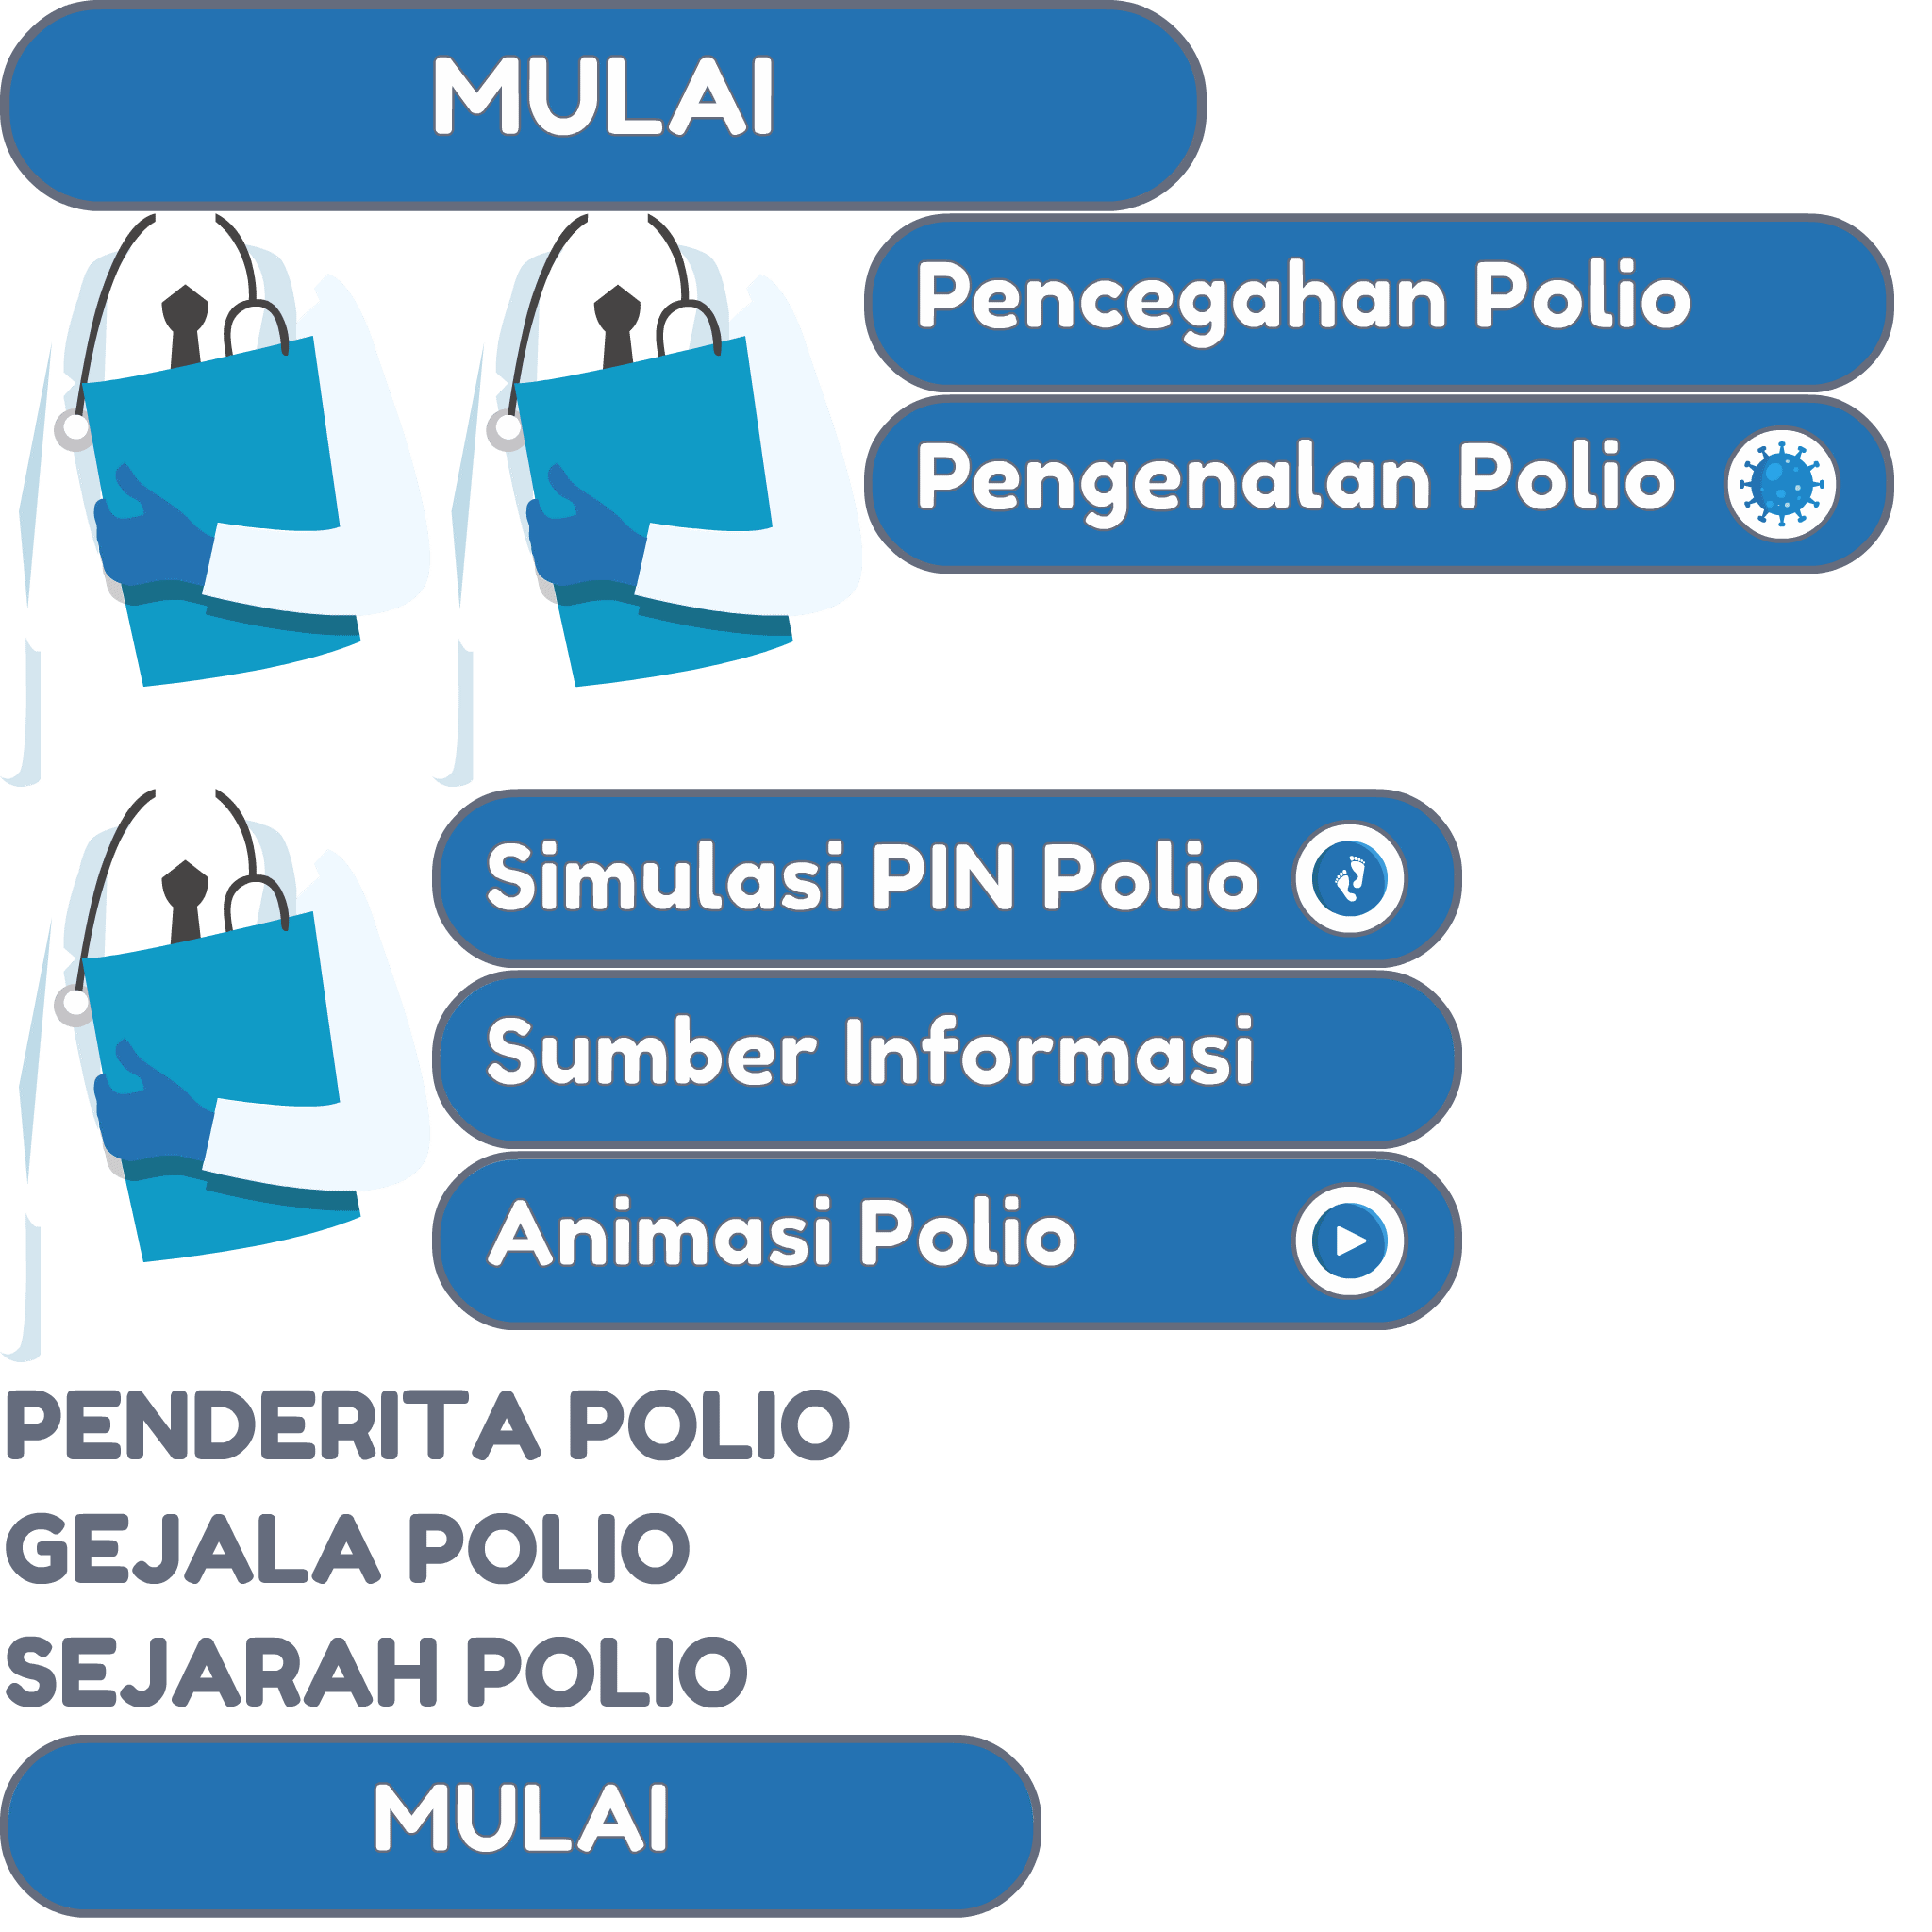 MULAI
Pencegahan Polio
Pengenalan Polio
Simulasi PIN Polio
Sumber Informasi
Animasi Polio
PENDERITA POLIO
GEJALA POLIO
SEJARAH POLIO
MULAI